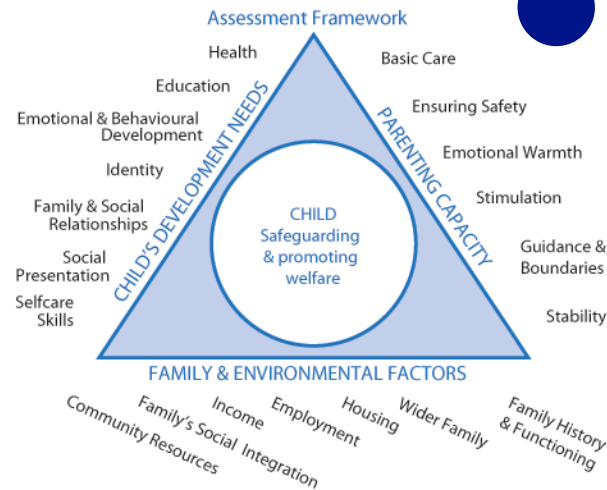 Assessment Framework
Health
Education
Emotional & Behavioural
Development
Identity
Family & Social
Relationships
Social
Presentation
Selfcare
Skills
CHILD'S DEVELOPMENT NEEDS
CHILD
Safeguarding
& promoting
welfare
PARENTING CAPACITY
Basic Care
Ensuring Safety
Emotional Warmth
Stimulation
Guidance &
Boundaries
Stability
FAMILY & ENVIRONMENTAL FACTORS
Community Resources
Family's Social Integration
Income
Employment
Housing
Wider Family
Family History
& Functioning